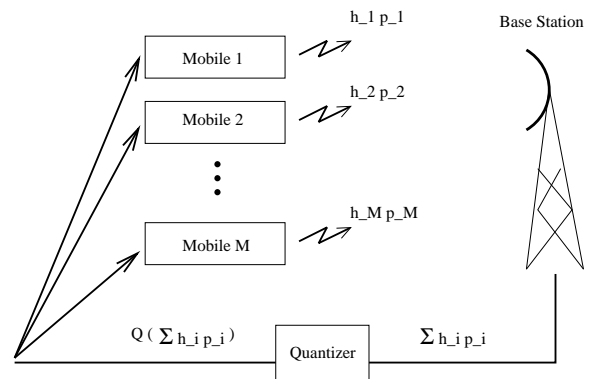 h_1 p_1
Base Station
Mobile 1
h_2 p_2
Mobile 2
h_M p_M
Mobile M
Q ( Σ h_i p_i )
Quantizer
Σ h_i p_i